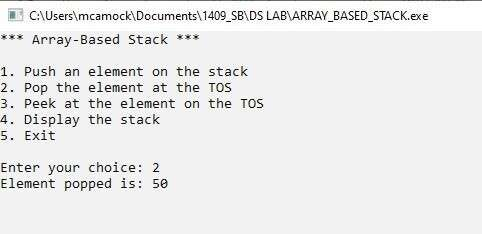 C:\Users\mcamock\Documents\1409_SB\DS LAB\ARRAY_BASED_STACK.exe
*** Array-Based Stack ***
1. Push an element on the stack
2. Pop the element at the TOS
3. Peek at the element on the TOS
4. Display the stack
5. Exit
Enter your choice: 2
Element popped is: 50